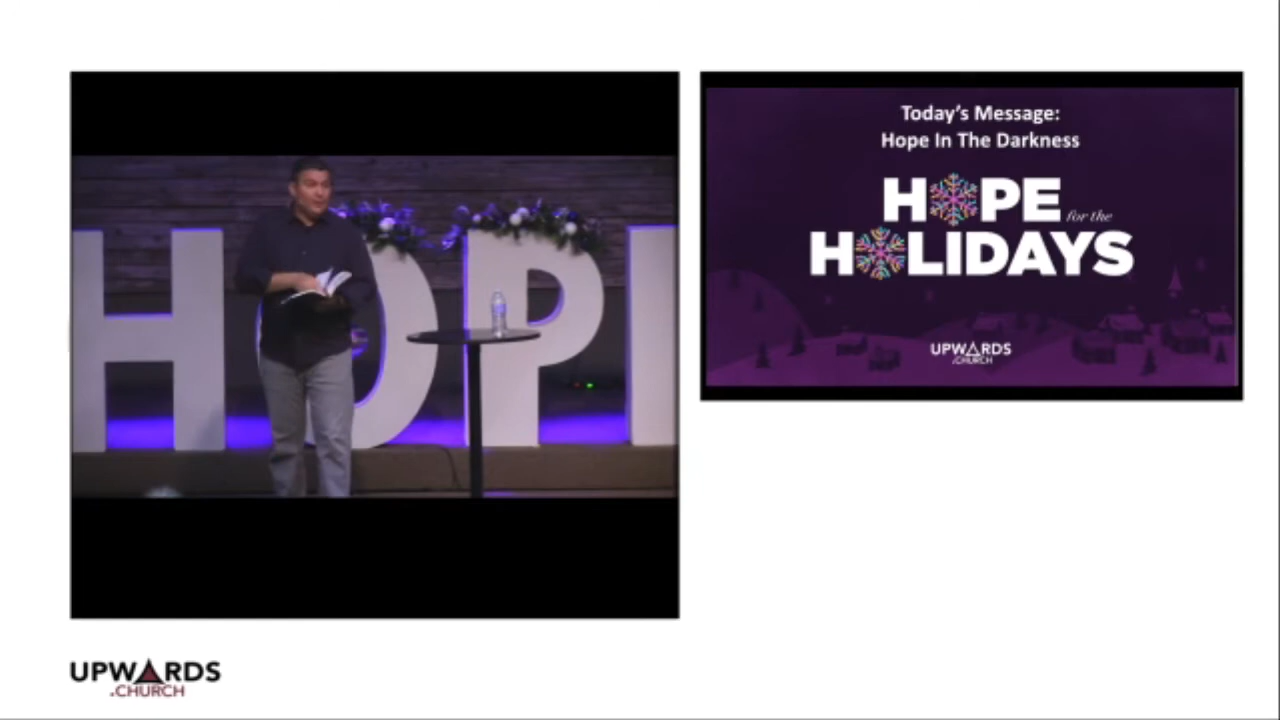 HOPE
Today's Message:
Hope In The Darkness
HOPE for the
HOLIDAYS
UPWARDS
.CHURCH
UPWARDS
.CHURCH